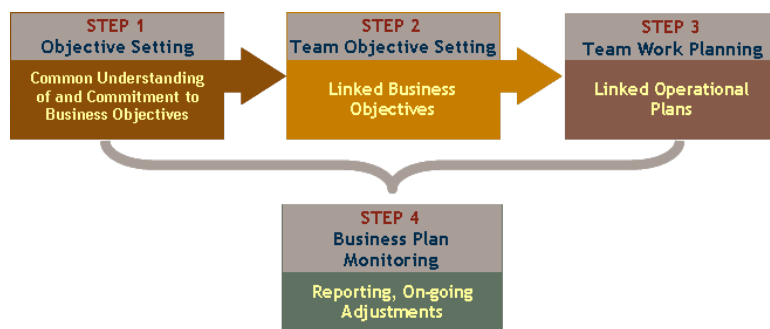 STEP 1
Objective Setting
Common Understanding
of and Commitment to
Business Objectives
STEP 2
Team Objective Setting
Linked Business
Objectives
STEP 3
Team Work Planning
Linked Operational
Plans
STEP 4
Business Plan
Monitoring
Reporting, On-going
Adjustments